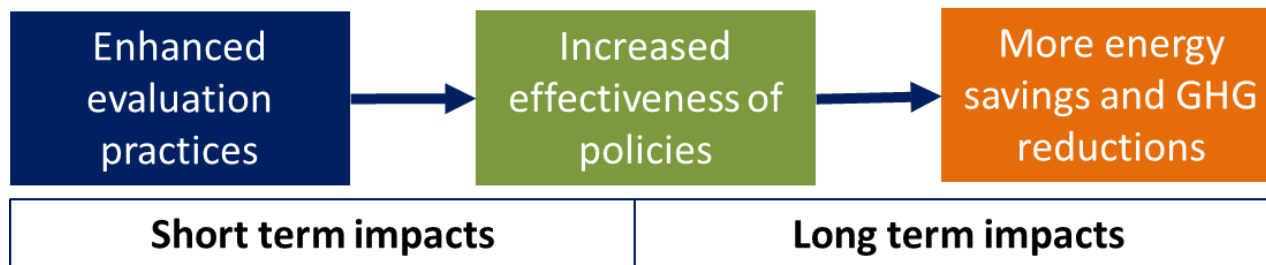 Enhanced
evaluation
practices
Increased
effectiveness of
policies
More energy
savings and GHG
reductions
Short term impacts
Long term impacts